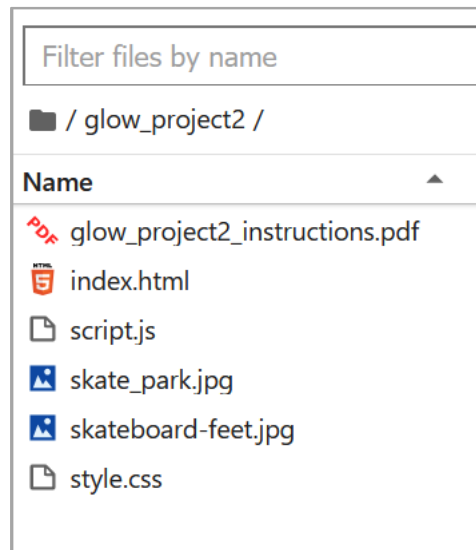 Filter files by name
/ glow_project2 /
Name
PDF glow_project2_instructions.pdf
HTML 5 index.html
script.js
skate_park.jpg
skateboard-feet.jpg
style.css